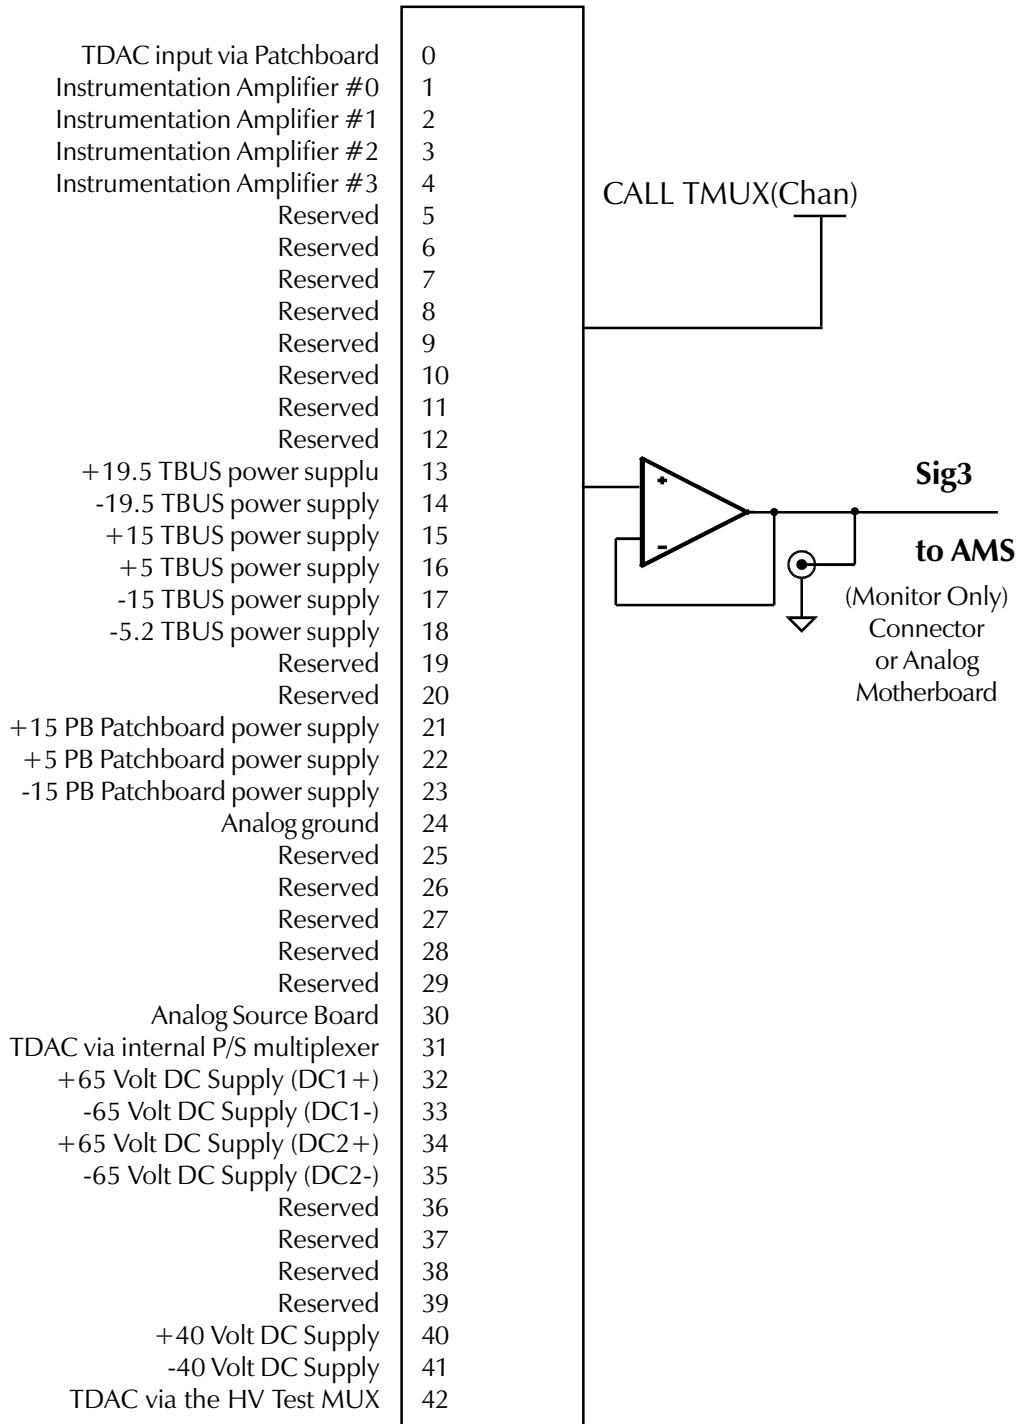 TDAC input via Patchboard 0
Instrumentation Amplifier #0 1
Instrumentation Amplifier #1 2
Instrumentation Amplifier #2 3
Instrumentation Amplifier #3 4
Reserved 5
Reserved 6
Reserved 7
Reserved 8
Reserved 9
Reserved 10
Reserved 11
Reserved 12
+19.5 TBUS power supplu 13
-19.5 TBUS power supply 14
+15 TBUS power supply 15
+5 TBUS power supply 16
-15 TBUS power supply 17
-5.2 TBUS power supply 18
Reserved 19
Reserved 20
+15 PB Patchboard power supply 21
+5 PB Patchboard power supply 22
-15 PB Patchboard power supply 23
Analog ground 24
Reserved 25
Reserved 26
Reserved 27
Reserved 28
Reserved 29
Analog Source Board 30
TDAC via internal P/S multiplexer 31
+65 Volt DC Supply (DC1+) 32
-65 Volt DC Supply (DC1-) 33
+65 Volt DC Supply (DC2+) 34
-65 Volt DC Supply (DC2-) 35
Reserved 36
Reserved 37
Reserved 38
Reserved 39
+40 Volt DC Supply 40
-40 Volt DC Supply 41
TDAC via the HV Test MUX 42
CALL TMUX(Chan)
+
-
Sig3
to AMS
(Monitor Only)
Connector
or Analog
Motherboard